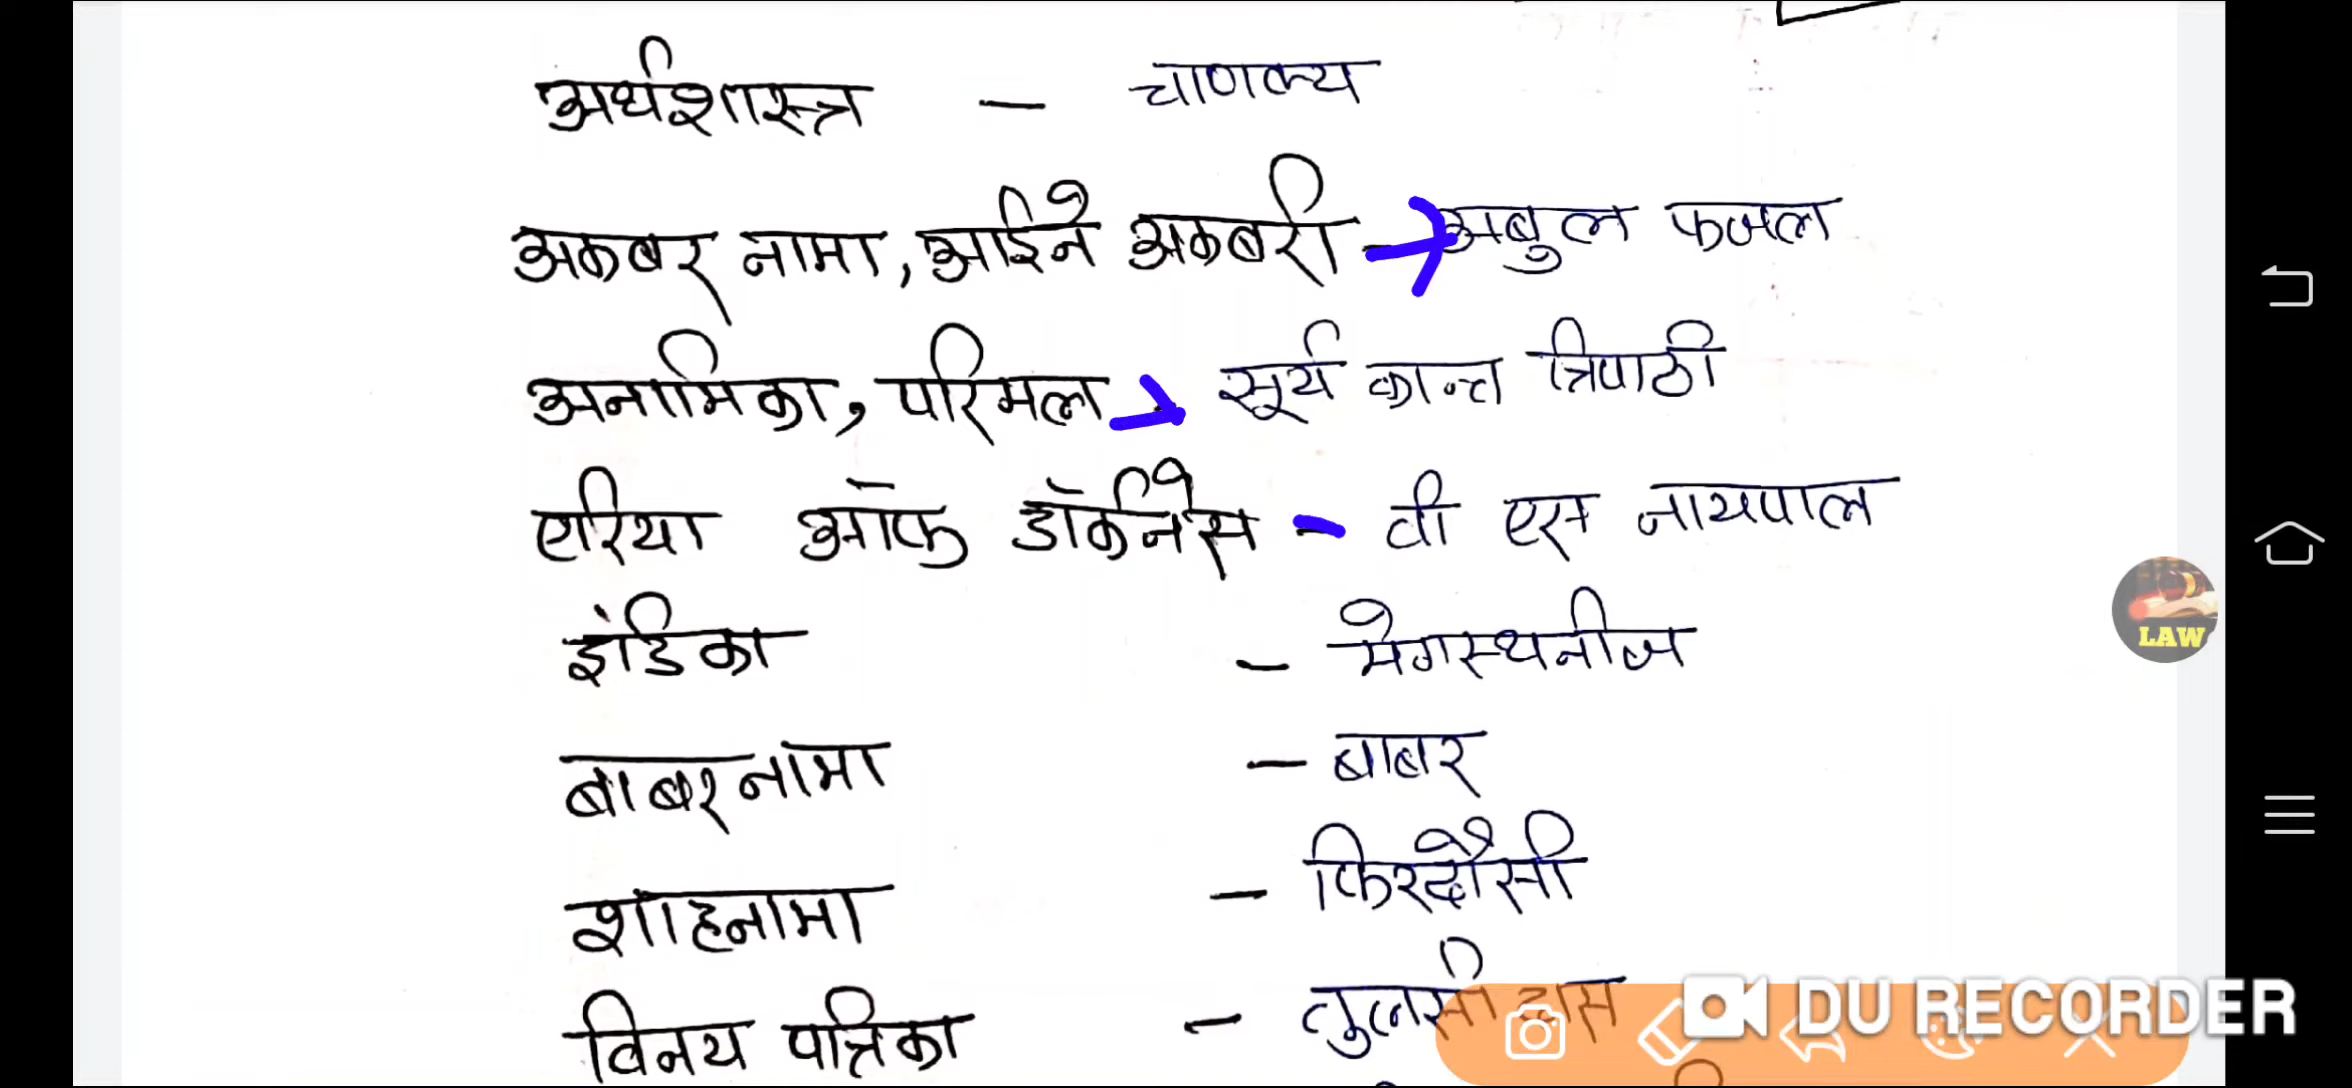 अर्थशास्त्र - चाणक्य
अकबर नामा, आईने अकबरी → अबुल फजल
अनामिका, परिमल → सूर्य कान्त त्रिपाठी
एरिया ऑफ डॉर्कनेस - वी एस नायपाल
इंडिका - मेगस्थनीज
बाबरनामा - बाबर
शाहनामा - फिरदौसी
विनय पत्रिका - तुलसी दास
LAW
DU RECORDER